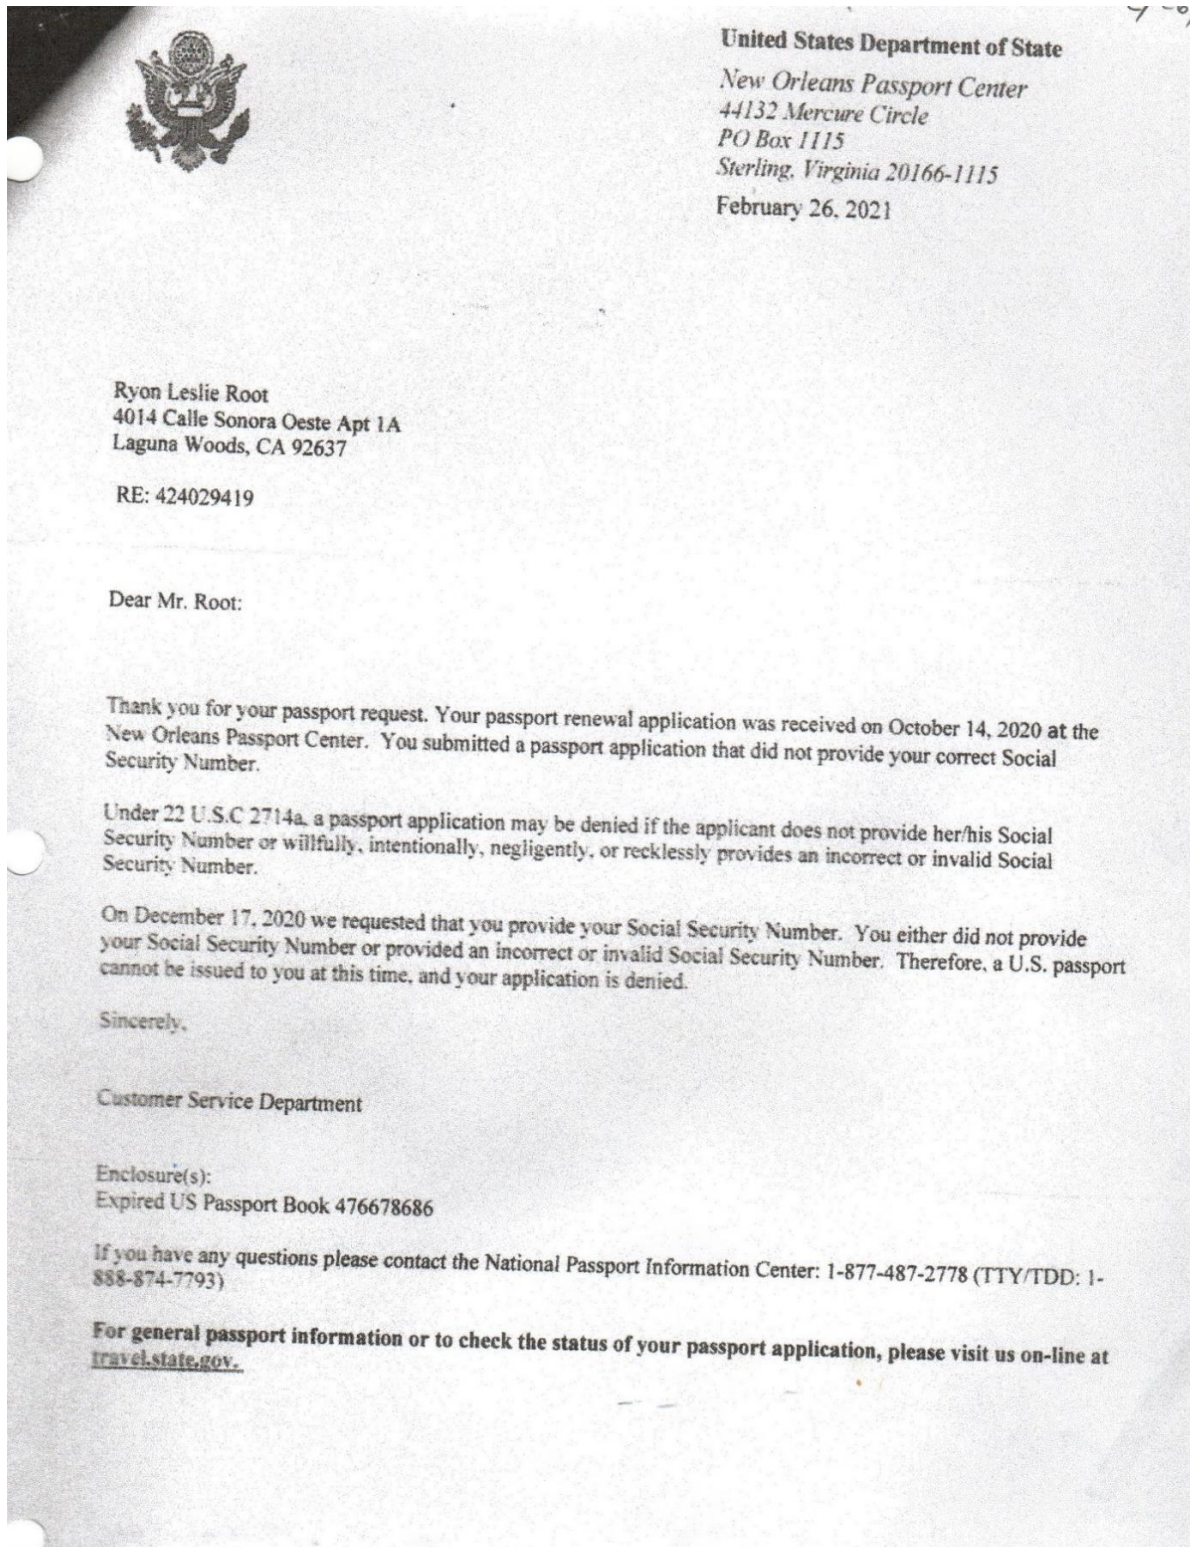 United States Department of State
New Orleans Passport Center
44132 Mercure Circle
PO Box 1115
Sterling, Virginia 20166-1115
February 26, 2021
Ryon Leslie Root
4014 Calle Sonora Oeste Apt 1A
Laguna Woods, CA 92637
RE: 424029419
Dear Mr. Root:
Thank you for your passport request. Your passport renewal application was received on October 14, 2020 at the
New Orleans Passport Center. You submitted a passport application that did not provide your correct Social
Security Number.
Under 22 U.S.C 2714a, a passport application may be denied if the applicant does not provide her/his Social
Security Number or willfully, intentionally, negligently, or recklessly provides an incorrect or invalid Social
Security Number.
On December 17, 2020 we requested that you provide your Social Security Number. You either did not provide
your Social Security Number or provided an incorrect or invalid Social Security Number. Therefore, a U.S. passport
cannot be issued to you at this time, and your application is denied.
Sincerely,
Customer Service Department
Enclosure(s):
Expired US Passport Book 476678686
If you have any questions please contact the National Passport Information Center: 1-877-487-2778 (TTY/TDD: 1-
888-874-7793)
For general passport information or to check the status of your passport application, please visit us on-line at
travel.state.gov.